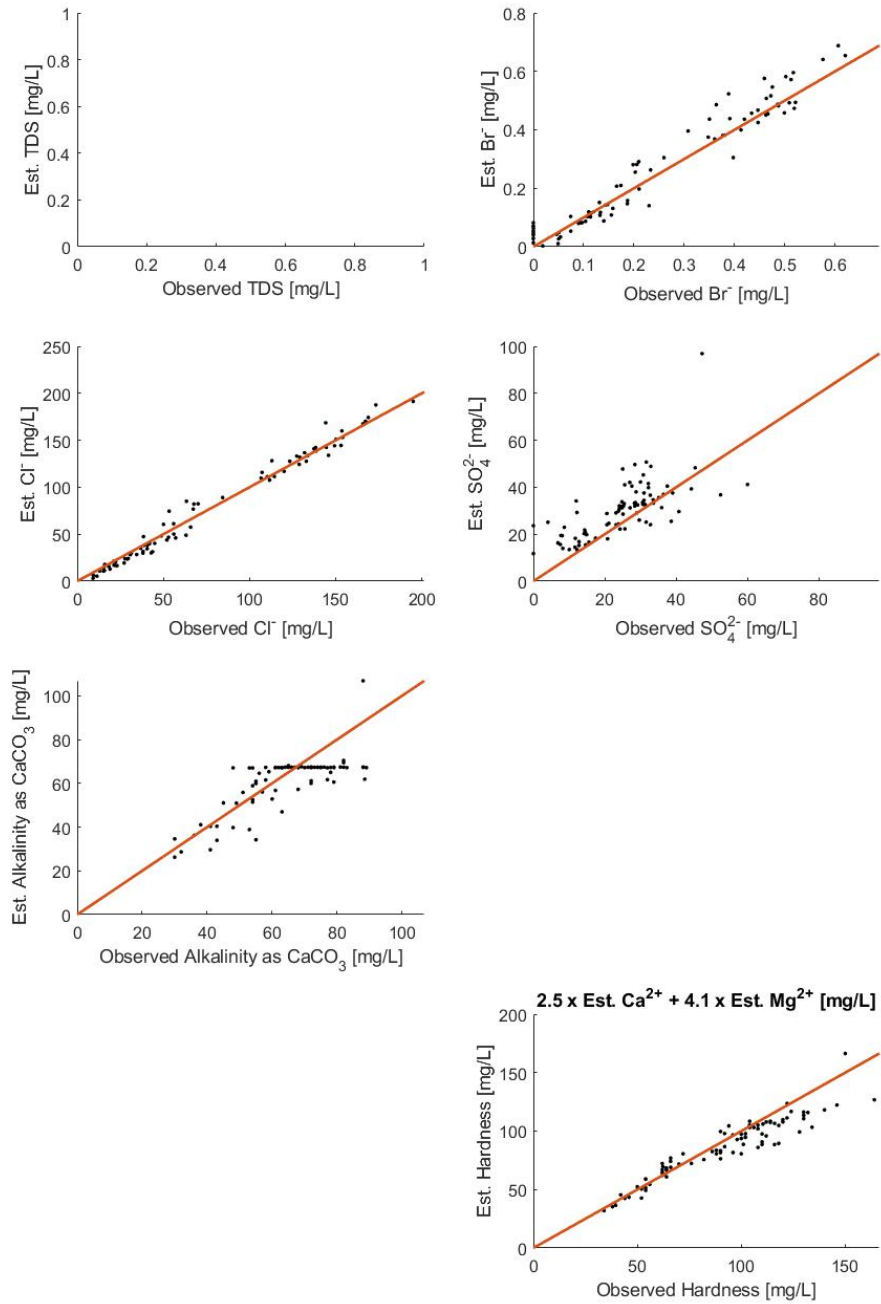 1
0.8
0.6
0.4
0.2
0
Est. TDS [mg/L]
0 0.2 0.4 0.6 0.8 1
Observed TDS [mg/L]
0.8
0.6
0.4
0.2
0
Est. Br⁻ [mg/L]
0 0.1 0.2 0.3 0.4 0.5 0.6
Observed Br⁻ [mg/L]
250
200
150
100
50
0
Est. Cl⁻ [mg/L]
0 50 100 150 200
Observed Cl⁻ [mg/L]
100
80
60
40
20
0
Est. SO₄²⁻ [mg/L]
0 20 40 60 80
Observed SO₄²⁻ [mg/L]
100
80
60
40
20
0
Est. Alkalinity as CaCO₃ [mg/L]
0 20 40 60 80 100
Observed Alkalinity as CaCO₃ [mg/L]
2.5 x Est. Ca²⁺ + 4.1 x Est. Mg²⁺ [mg/L]
200
150
100
50
0
Est. Hardness [mg/L]
0 50 100 150
Observed Hardness [mg/L]